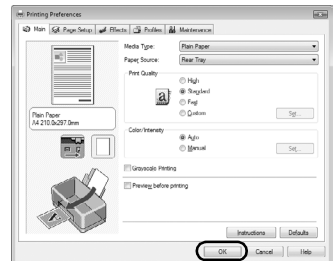 Printing Preferences
Main Page Setup Effects Profiles Maintenance
Media Type: Plain Paper
Paper Source: Rear Tray
Print Quality
High
Standard
Fast
Custom Set...
Plain Paper
A4 210.0x297.0mm
Color/Intensity
Auto
Manual Set...
Grayscale Printing
Preview before printing
Instructions Defaults
OK Cancel Help